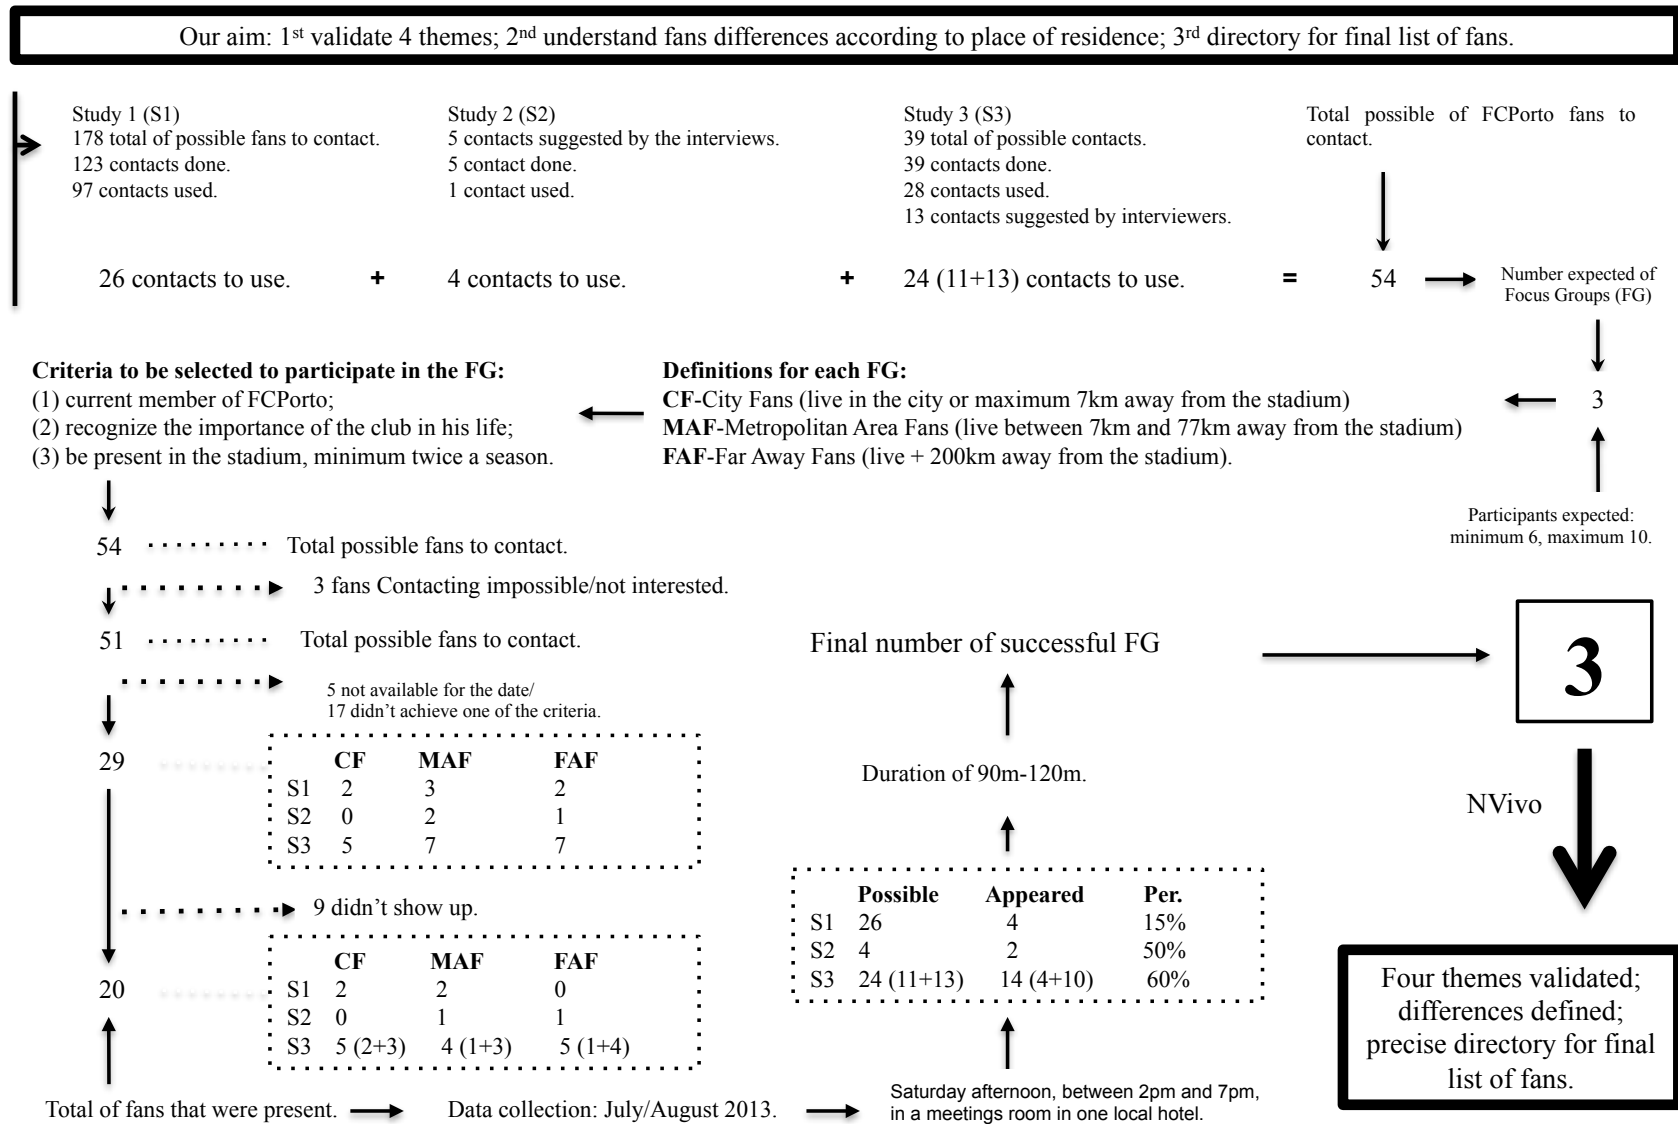 Our aim: 1st validate 4 themes; 2nd understand fans differences according to place of residence; 3rd directory for final list of fans.
Study 1 (S1)
178 total of possible fans to contact.
123 contacts done.
97 contacts used.
Study 2 (S2)
5 contacts suggested by the interviews.
5 contact done.
1 contact used.
Study 3 (S3)
39 total of possible contacts.
39 contacts done.
28 contacts used.
13 contacts suggested by interviewers.
Total possible of FCPorto fans to
contact.
26 contacts to use. + 4 contacts to use. + 24 (11+13) contacts to use. = 54
Number expected of
Focus Groups (FG)
3
Participants expected:
minimum 6, maximum 10.
Definitions for each FG:
CF-City Fans (live in the city or maximum 7km away from the stadium)
MAF-Metropolitan Area Fans (live between 7km and 77km away from the stadium)
FAF-Far Away Fans (live + 200km away from the stadium).
Criteria to be selected to participate in the FG:
(1) current member of FCPorto;
(2) recognize the importance of the club in his life;
(3) be present in the stadium, minimum twice a season.
54 Total possible fans to contact.
3 fans Contacting impossible/not interested.
51 Total possible fans to contact.
5 not available for the date/
17 didn't achieve one of the criteria.
29
CF MAF FAF
S1 2 3 2
S2 0 2 1
S3 5 7 7
9 didn't show up.
20
CF MAF FAF
S1 2 2 0
S2 0 1 1
S3 5 (2+3) 4 (1+3) 5 (1+4)
Total of fans that were present.
Data collection: July/August 2013.
Saturday afternoon, between 2pm and 7pm,
in a meetings room in one local hotel.
Possible Appeared Per.
S1 26 4 15%
S2 4 2 50%
S3 24 (11+13) 14 (4+10) 60%
Duration of 90m-120m.
Final number of successful FG
3
NVivo
Four themes validated;
differences defined;
precise directory for final
list of fans.